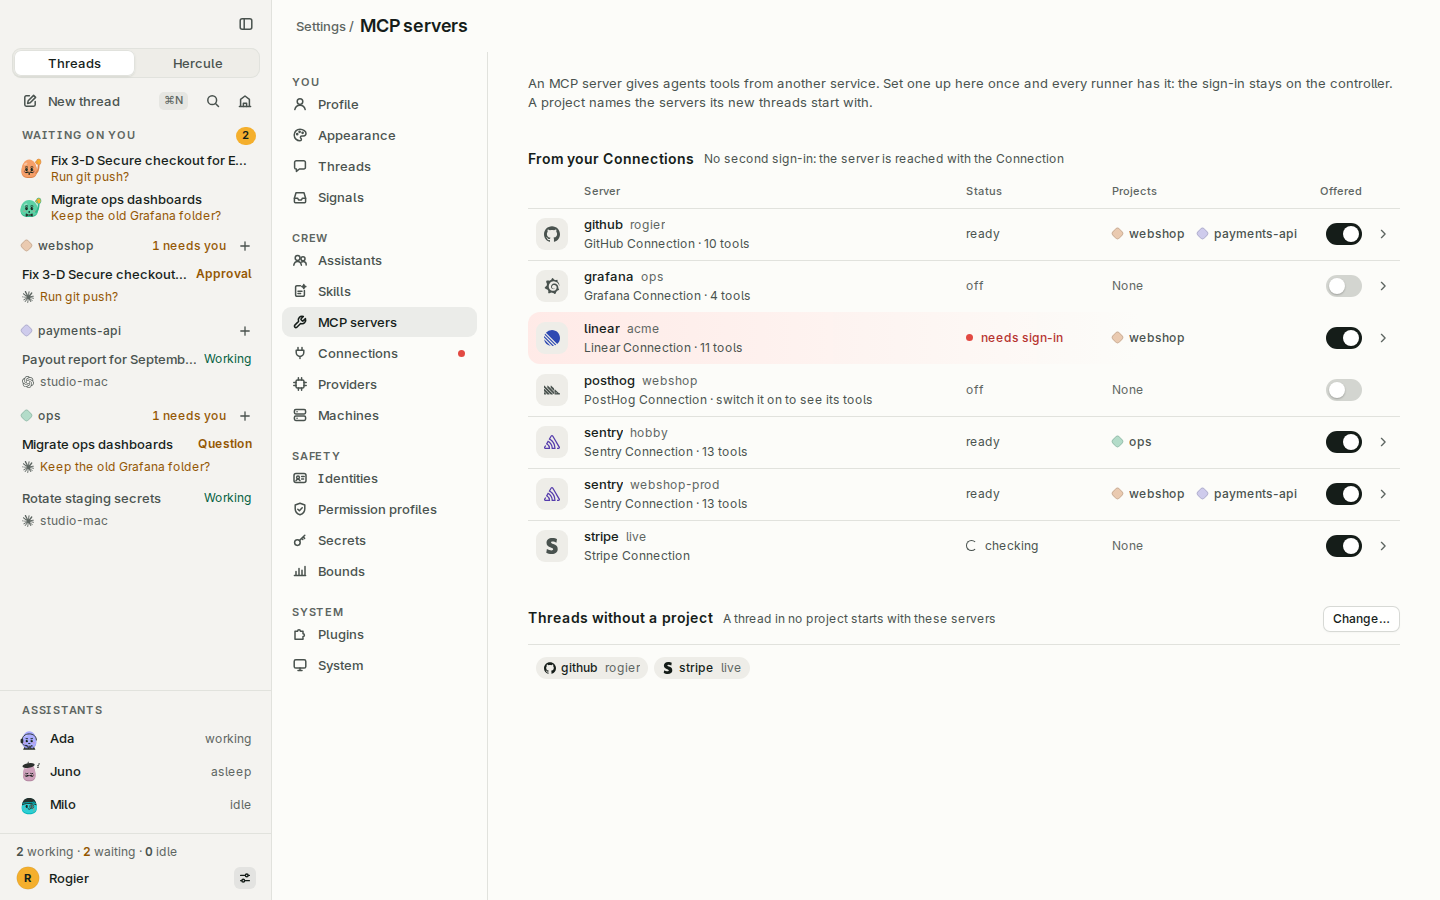 Settings / MCP servers
Threads
Hercule
New thread
⌘N
WAITING ON YOU
2
Fix 3-D Secure checkout for E...
Run git push?
Migrate ops dashboards
Keep the old Grafana folder?
webshop
1 needs you
Fix 3-D Secure checkout...
Approval
Run git push?
payments-api
Payout report for Septemb...
Working
studio-mac
ops
1 needs you
Migrate ops dashboards
Question
Keep the old Grafana folder?
Rotate staging secrets
Working
studio-mac
ASSISTANTS
Ada
working
Juno
asleep
Milo
idle
2 working · 2 waiting · 0 idle
R
Rogier
YOU
Profile
Appearance
Threads
Signals
CREW
Assistants
Skills
MCP servers
Connections
Providers
Machines
SAFETY
Identities
Permission profiles
Secrets
Bounds
SYSTEM
Plugins
System
An MCP server gives agents tools from another service. Set one up here once and every runner has it: the sign-in stays on the controller.
A project names the servers its new threads start with.
From your Connections
No second sign-in: the server is reached with the Connection
Server
Status
Projects
Offered
github rogier
GitHub Connection · 10 tools
ready
webshop
payments-api
grafana ops
Grafana Connection · 4 tools
off
None
linear acme
Linear Connection · 11 tools
needs sign-in
webshop
posthog webshop
PostHog Connection · switch it on to see its tools
off
None
sentry hobby
Sentry Connection · 13 tools
ready
ops
sentry webshop-prod
Sentry Connection · 13 tools
ready
webshop
payments-api
stripe live
Stripe Connection
checking
None
Threads without a project
A thread in no project starts with these servers
Change...
github rogier
stripe live